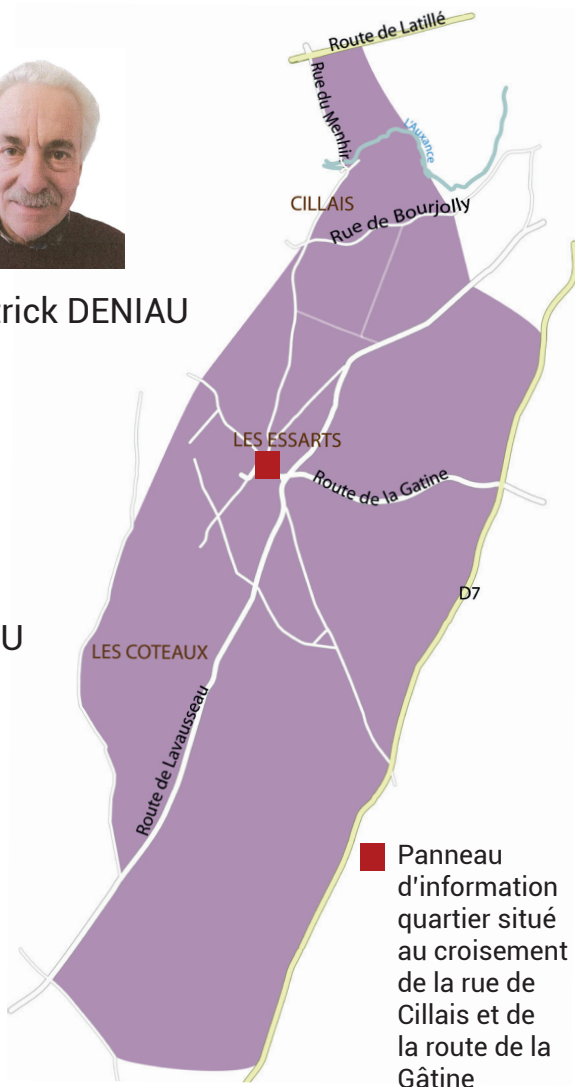 Route de Latillé
Rue du Menhir
L'Auxance
CILLAIS
Rue de Bourjolly
trick DENIAU
LES ESSARTS
Route de la Gatine
D7
U
LES COTEAUX
Route de Lavausseau
Panneau
d'information
quartier situé
au croisement
de la rue de
Cillais et de
la route de la
Gâtine